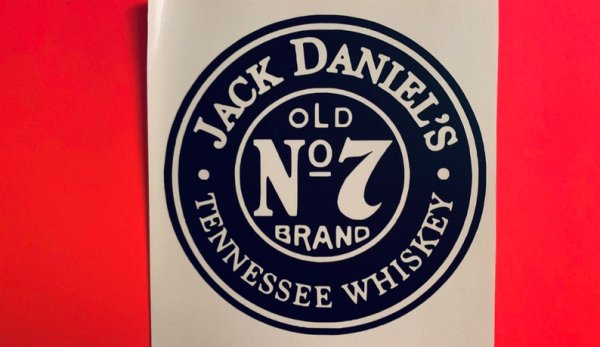 JACK DANIEL'S
OLD
Nº7
BRAND
TENNESSEE WHISKEY